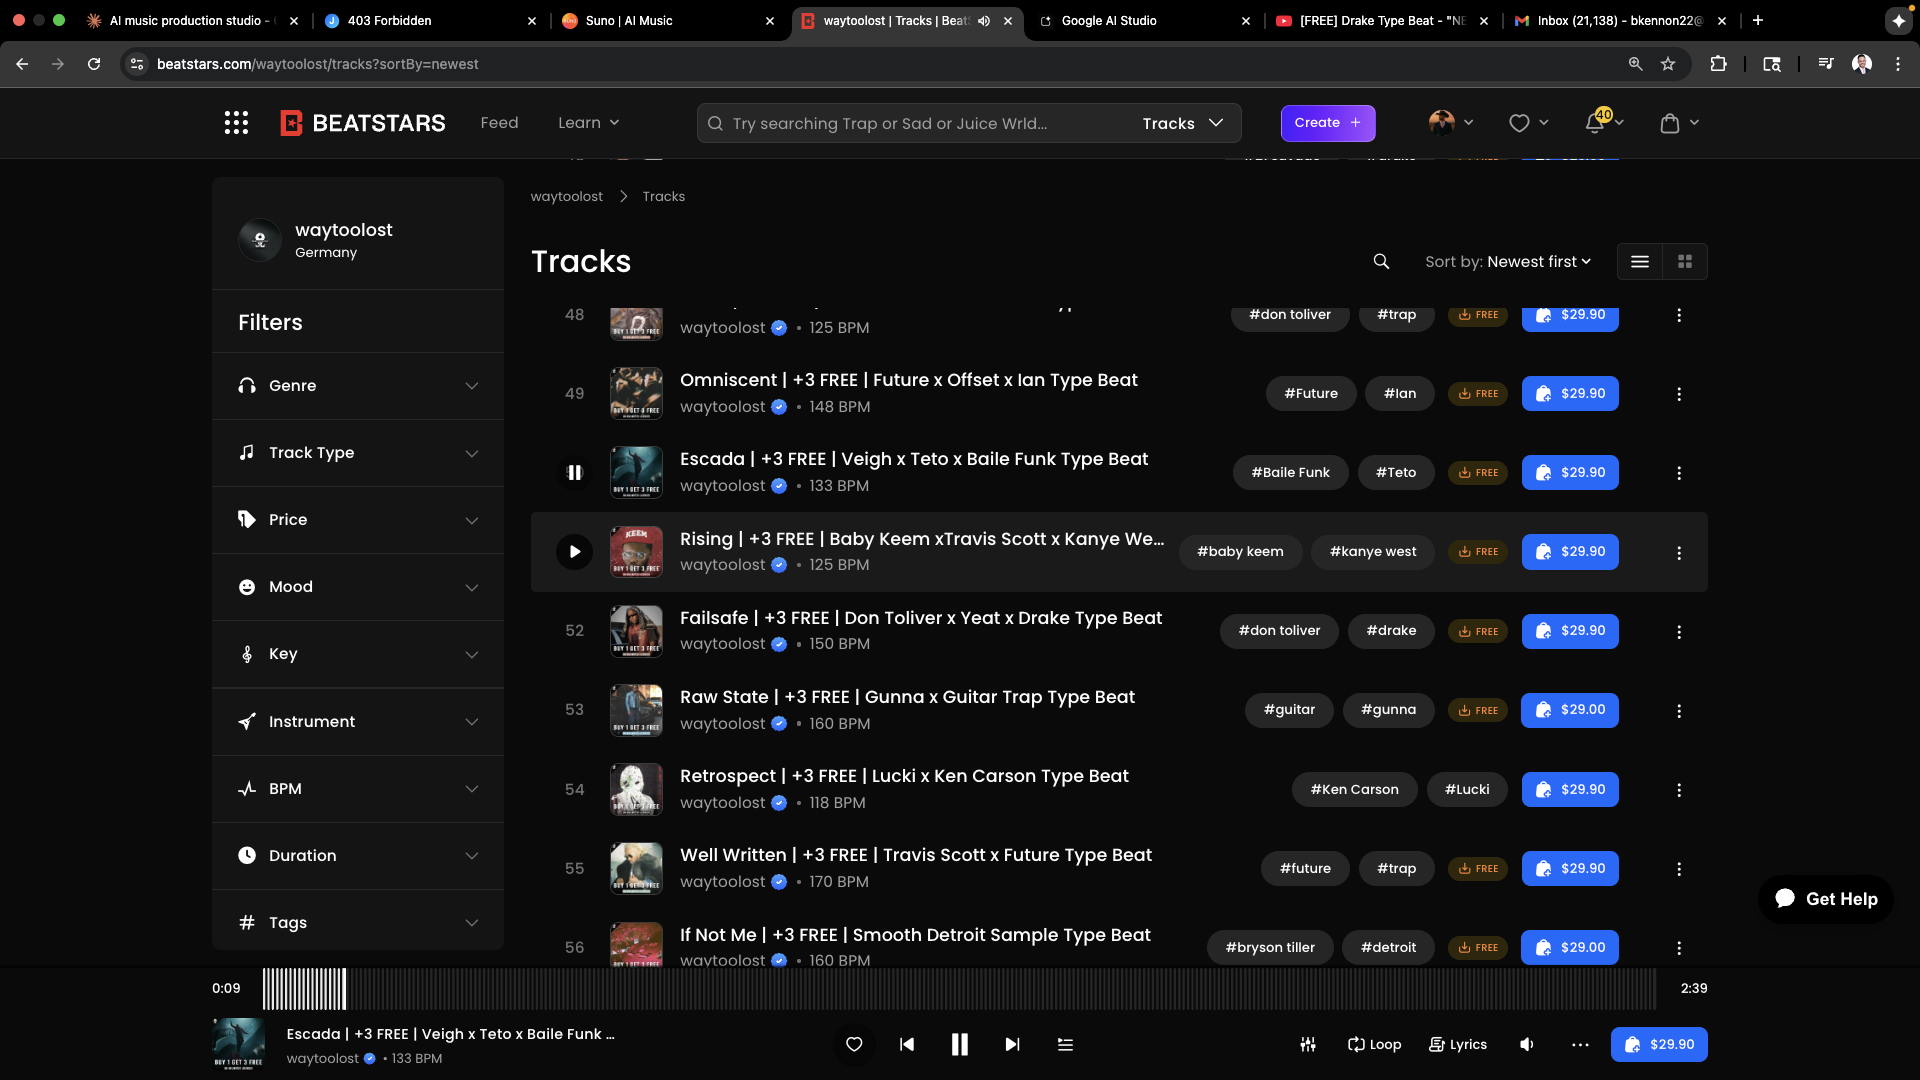 AI music production studio -
403 Forbidden
Suno | AI Music
waytoolost | Tracks | Beat
Google AI Studio
[FREE] Drake Type Beat - "NE
Inbox (21,138) - bkennon22@
beatstars.com/waytoolost/tracks?sortBy=newest
BEATSTARS
Feed
Learn
Try searching Trap or Sad or Juice Wrld...
Tracks
Create +
40
waytoolost
Germany
Filters
Genre
Track Type
Price
Mood
Key
Instrument
BPM
Duration
Tags
waytoolost > Tracks
Tracks
Sort by: Newest first
48
waytoolost • 125 BPM
#don toliver
#trap
FREE
$29.90
49
Omniscent | +3 FREE | Future x Offset x Ian Type Beat
waytoolost • 148 BPM
#Future
#Ian
FREE
$29.90
Escada | +3 FREE | Veigh x Teto x Baile Funk Type Beat
waytoolost • 133 BPM
#Baile Funk
#Teto
FREE
$29.90
KEEM
Rising | +3 FREE | Baby Keem xTravis Scott x Kanye We...
waytoolost • 125 BPM
#baby keem
#kanye west
FREE
$29.90
52
Failsafe | +3 FREE | Don Toliver x Yeat x Drake Type Beat
waytoolost • 150 BPM
#don toliver
#drake
FREE
$29.90
53
Raw State | +3 FREE | Gunna x Guitar Trap Type Beat
waytoolost • 160 BPM
#guitar
#gunna
FREE
$29.00
54
Retrospect | +3 FREE | Lucki x Ken Carson Type Beat
waytoolost • 118 BPM
#Ken Carson
#Lucki
FREE
$29.90
55
Well Written | +3 FREE | Travis Scott x Future Type Beat
waytoolost • 170 BPM
#future
#trap
FREE
$29.90
56
If Not Me | +3 FREE | Smooth Detroit Sample Type Beat
waytoolost • 160 BPM
#bryson tiller
#detroit
FREE
$29.00
Get Help
0:09
2:39
BUY 1 GET 3 FREE
Escada | +3 FREE | Veigh x Teto x Baile Funk ...
waytoolost • 133 BPM
Loop
Lyrics
$29.90